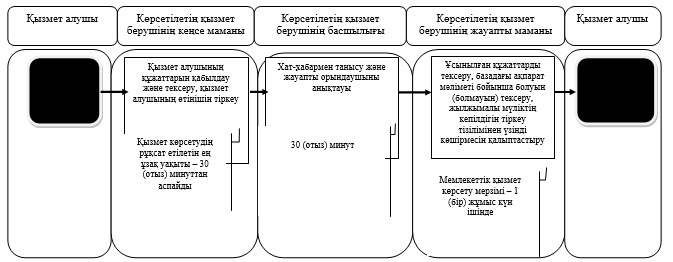 Қызмет алушы
Көрсетілетін қызмет
берушінің кеңсе маманы
Көрсетілетін қызмет
берушінің басшылығы
Көрсетілетін қызмет
берушінің жауапты маманы
Қызмет алушы
Қызмет алушының
құжаттарын қабылдау
және тексеру, қызмет
алушының өтінішін тіркеу
Қызмет көрсетудің
рұқсат етілетін ең
ұзақ уақыты – 30
(отыз) минуттан
аспайды
Хат-хабармен танысу және
жауапты орындаушыны
анықтауы
30 (отыз) минут
Ұсынылған құжаттарды
тексеру, базадағы ақпарат
мәліметі бойынша болуын
(болмауын) тексеру,
жылжымалы мүліктің
кепілдігін тіркеу
тізілімінен үзінді
көшірмесін қалыптастыру
Мемлекеттік қызмет
көрсету мерзімі – 1
(бір) жұмыс күн
ішінде